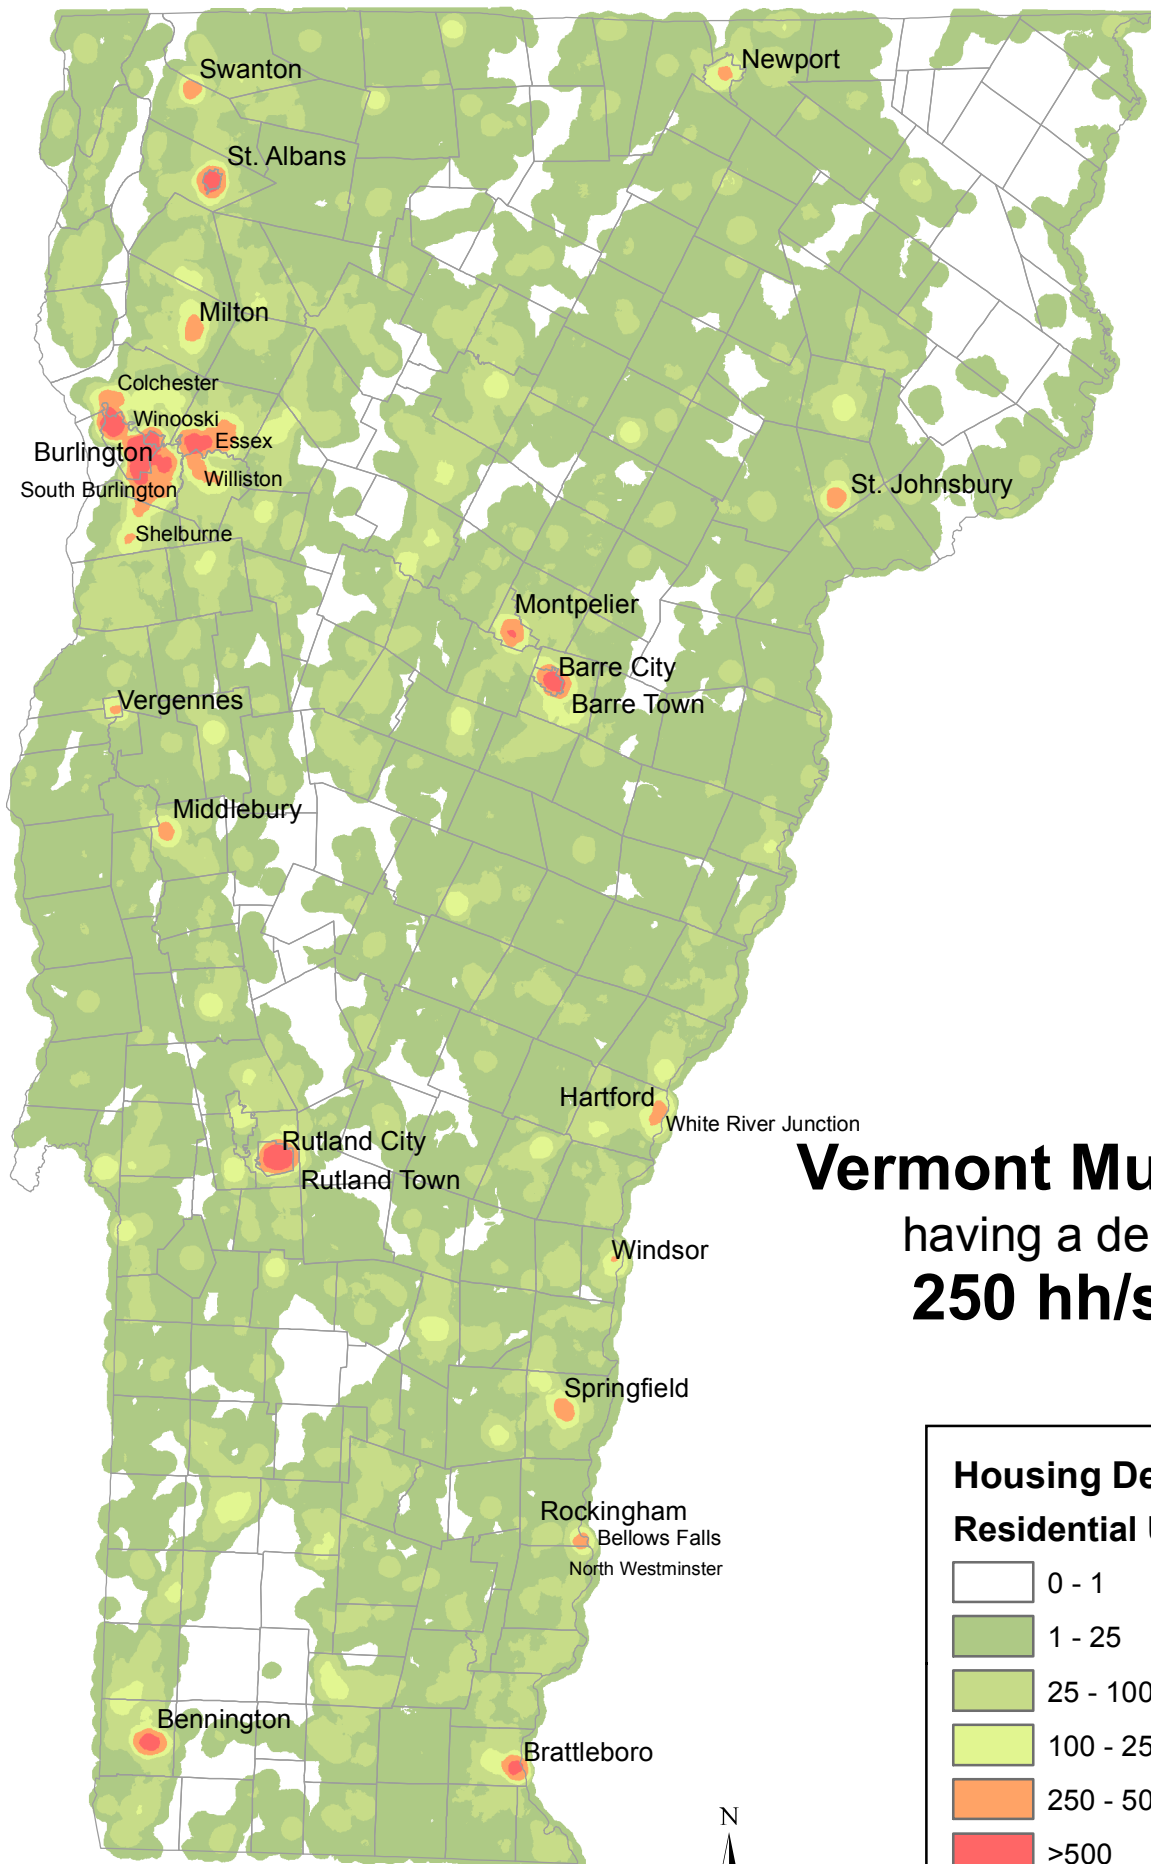 Swanton
Newport
St. Albans
Milton
Colchester
Winooski
Essex
Burlington
Williston
South Burlington
St. Johnsbury
Shelburne
Montpelier
Barre City
Barre Town
Vergennes
Middlebury
Hartford
White River Junction
Rutland City
Rutland Town
Vermont Mu
having a de
250 hh/s
Windsor
Springfield
Housing De
Residential U
0 - 1
1 - 25
25 - 100
100 - 25
250 - 50
>500
Rockingham
Bellows Falls
North Westminster
Bennington
Brattleboro
N